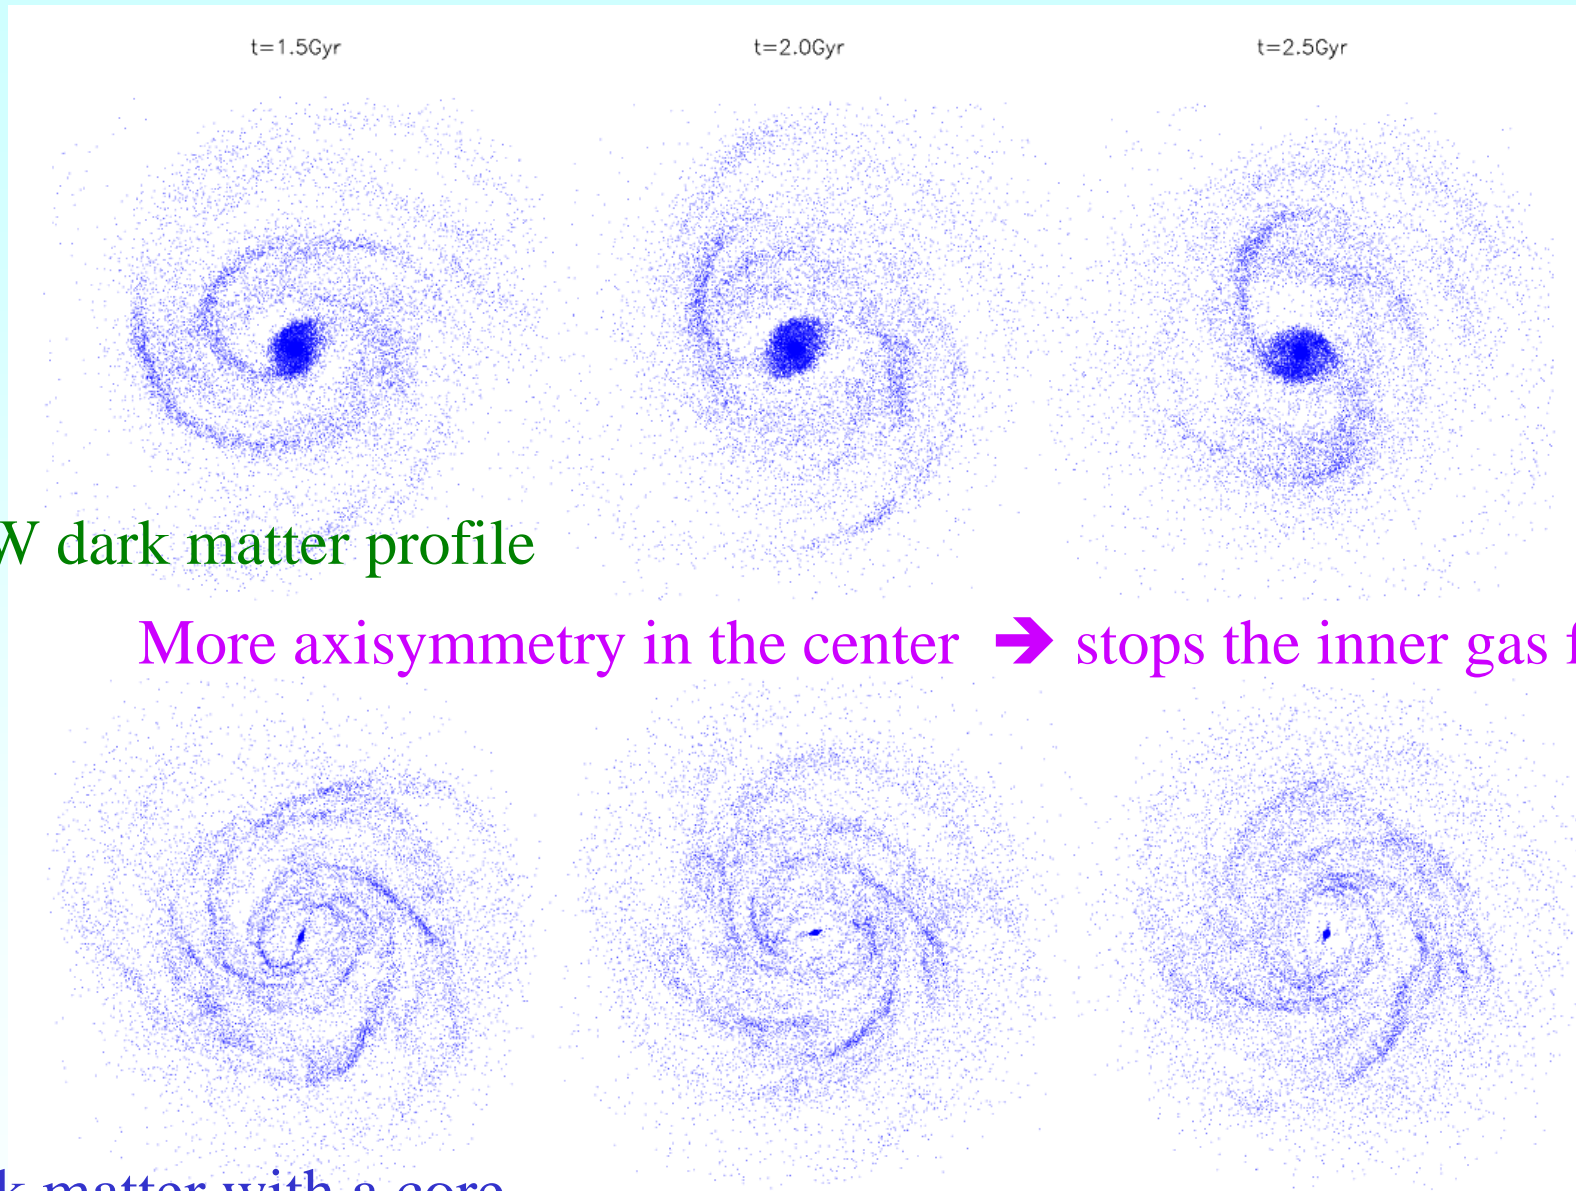 t=1.5Gyr t=2.0Gyr t=2.5Gyr
W dark matter profile
More axisymmetry in the center ➔ stops the inner gas f
k matter with a core